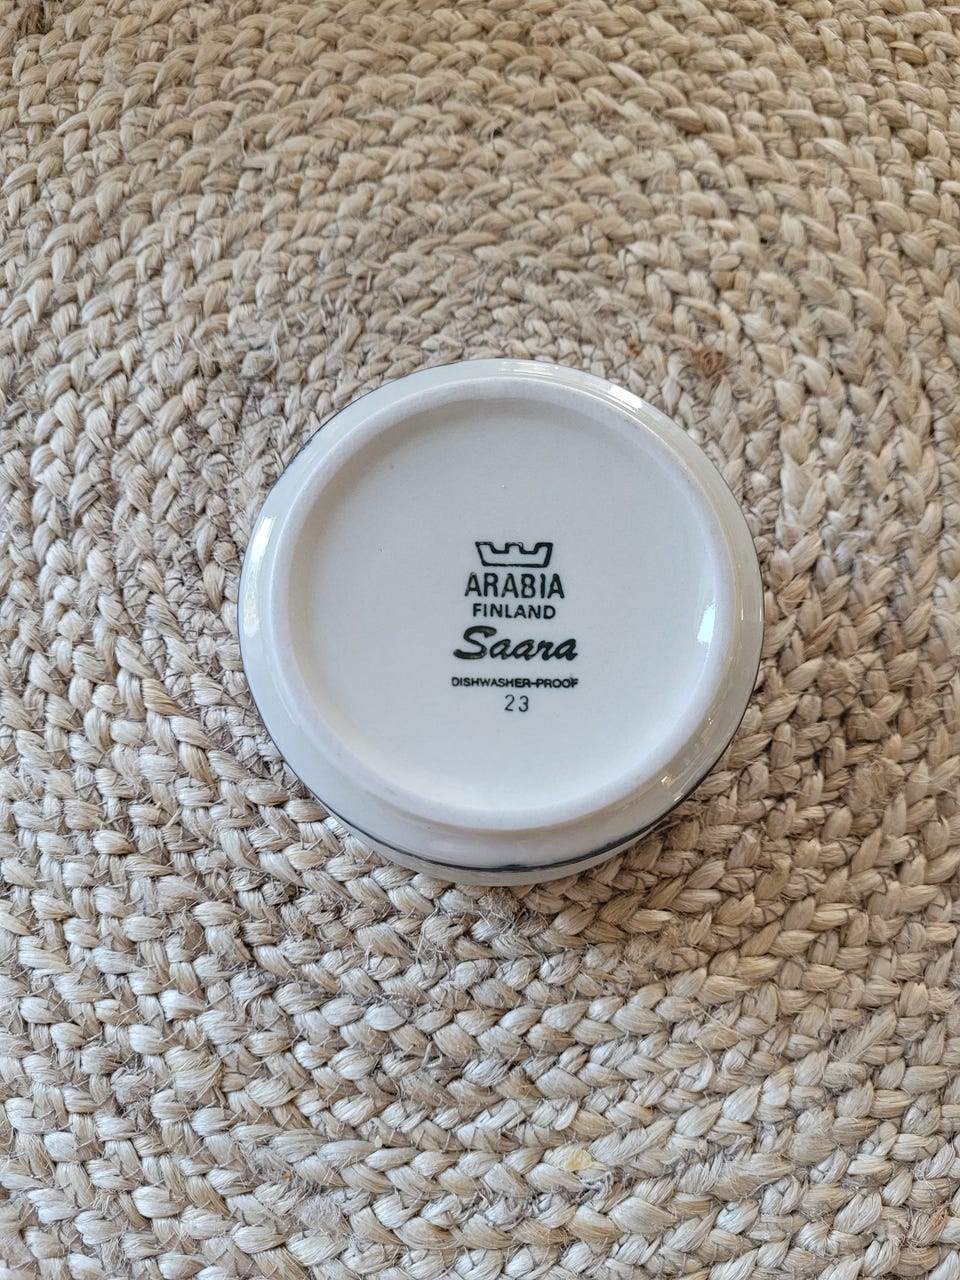 ARABIA
FINLAND
Saara
DISHWASHER-PROOF
23